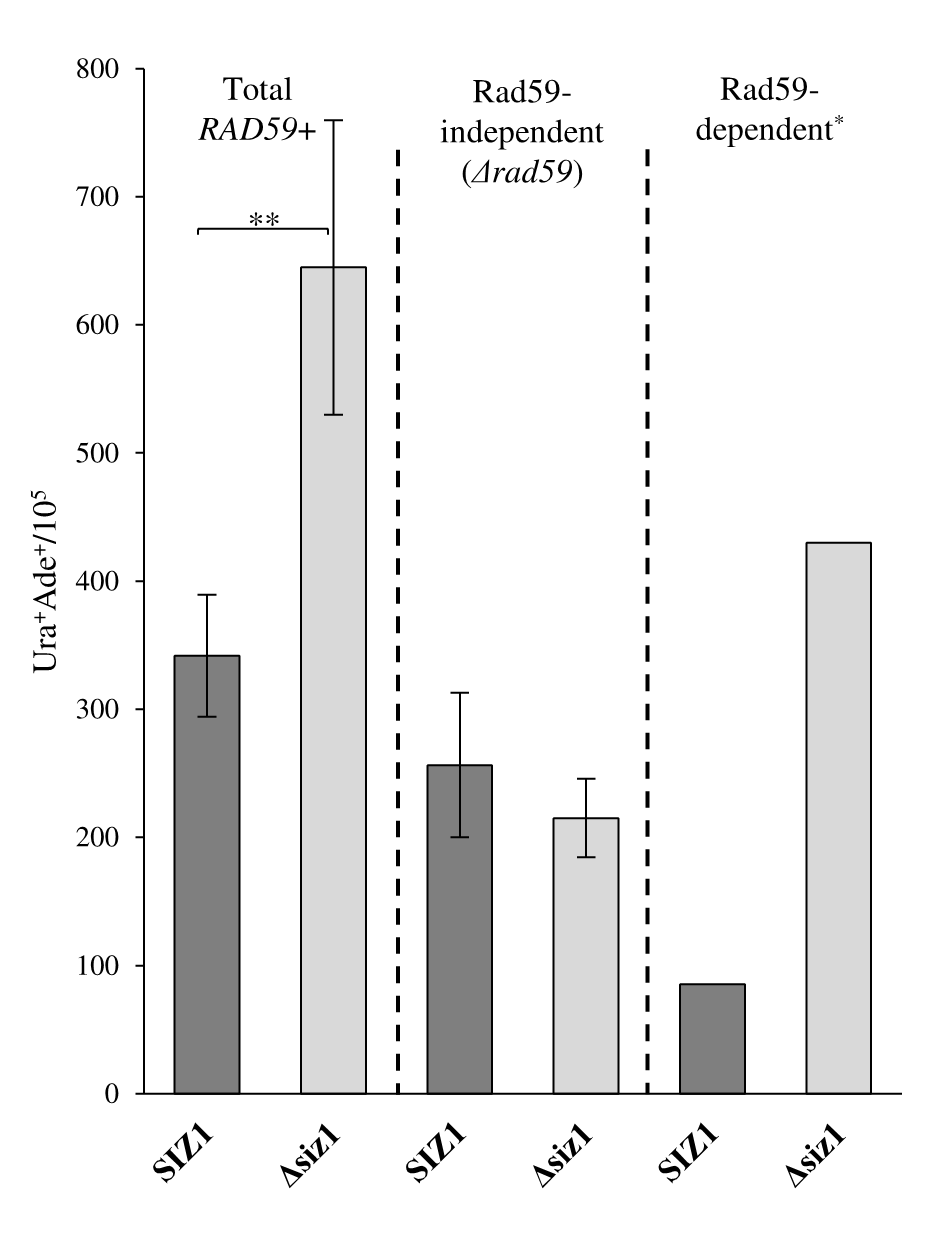 Total
RAD59+
Rad59-
independent
(Δrad59)
Rad59-
dependent*
**
Ura⁺Ade⁺/10⁵
800
700
600
500
400
300
200
100
0
SIZ1
Δsiz1
SIZ1
Δsiz1
SIZ1
Δsiz1